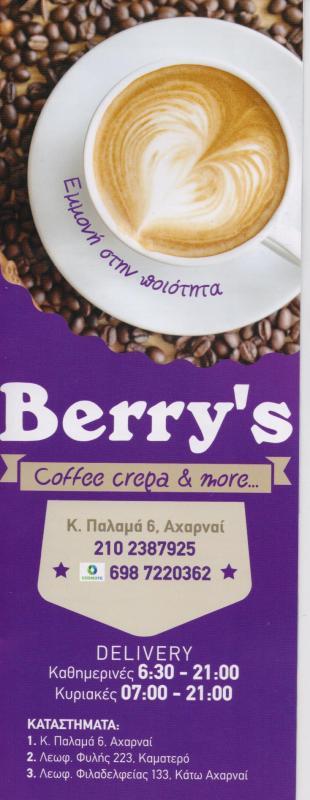 Εμμονή στην ποιότητα
Berry's
Coffee crepa & more...
Κ. Παλαμά 6, Αχαρναί
210 2387925
COSMOTE
698 7220362
DELIVERY
Καθημερινές 6:30 - 21:00
Κυριακές 07:00 - 21:00
ΚΑΤΑΣΤΗΜΑΤΑ:
1. Κ. Παλαμά 6, Αχαρναί
2. Λεωφ. Φυλής 223, Καματερό
3. Λεωφ. Φιλαδελφείας 133, Κάτω Αχαρναί